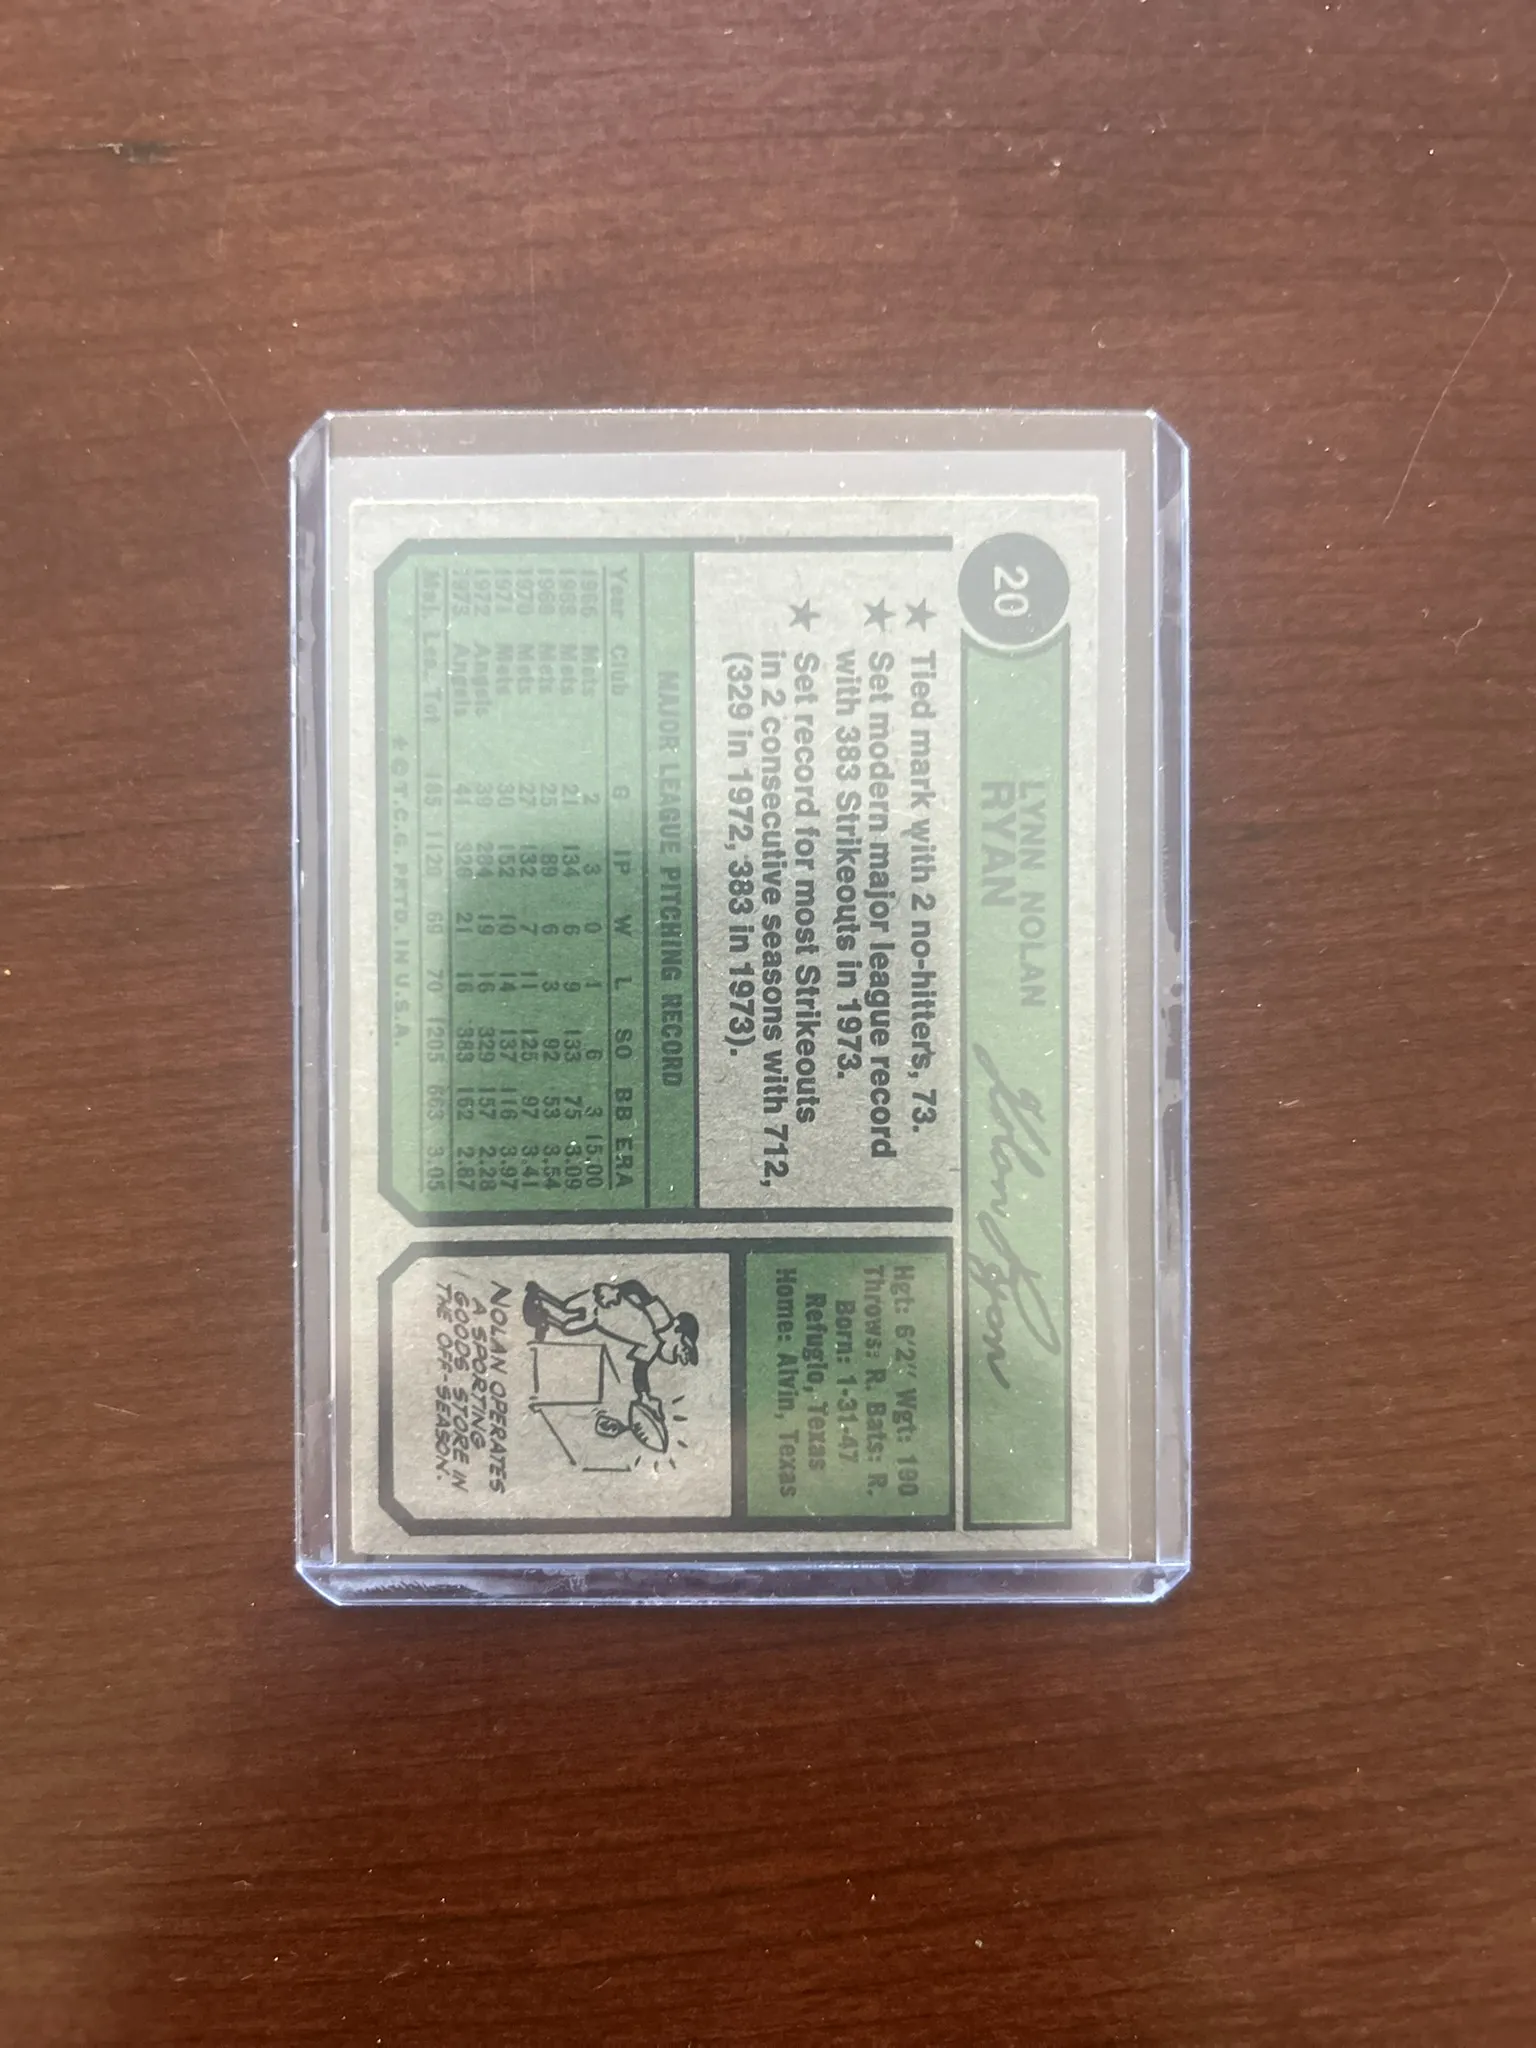 20
LYNN NOLAN
RYAN
Nolan Ryan
★ Tied mark with 2 no-hitters, 73.
★ Set modern major league record
with 383 Strikeouts in 1973.
★ Set record for most Strikeouts
in 2 consecutive seasons with 712,
(329 in 1972, 383 in 1973).
MAJOR LEAGUE PITCHING RECORD
Year Club G IP W L SO BB ERA
1966 Mets 2 3 0 1 6 3 15.00
1968 Mets 21 134 6 9 133 75 3.09
1969 Mets 25 89 6 3 92 53 3.54
1970 Mets 27 132 7 11 125 97 3.41
1971 Mets 30 152 10 14 137 116 3.97
1972 Angels 39 284 19 16 329 157 2.28
1973 Angels 41 326 21 16 383 162 2.87
Maj. Lea. Tot 185 1120 69 70 1205 663 3.05
★ © T.C.G. PRTD. IN U.S.A.
Hgt: 6'2" Wgt: 190
Throws: R. Bats: R.
Born: 1-31-47
Refugio, Texas
Home: Alvin, Texas
$
NOLAN OPERATES
A SPORTING
GOODS STORE IN
THE OFF-SEASON.